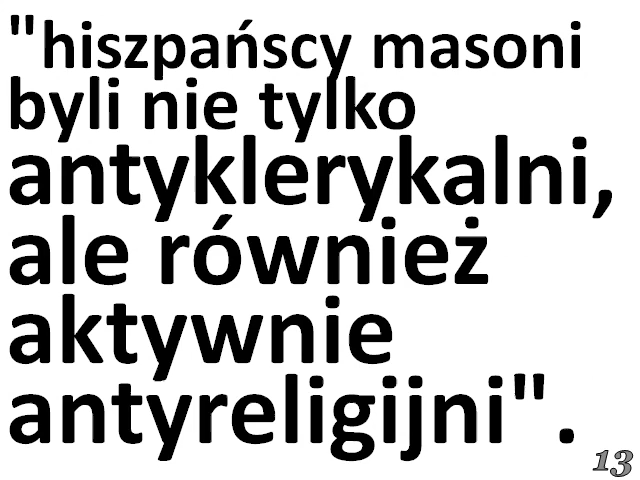 "hiszpańscy masoni
byli nie tylko
antyklerykalni,
ale również
aktywnie
antyreligijni".
13